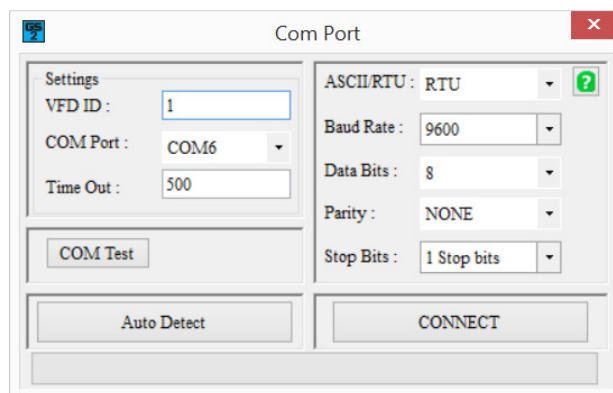 GS2
Com Port
Settings
VFD ID : 1
COM Port : COM6
Time Out : 500
COM Test
Auto Detect
ASCII/RTU : RTU
?
Baud Rate : 9600
Data Bits : 8
Parity : NONE
Stop Bits : 1 Stop bits
CONNECT